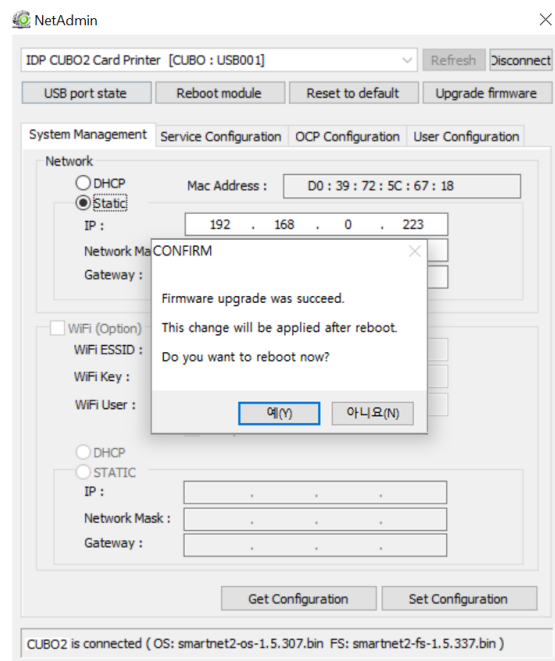 NetAdmin
IDP CUBO2 Card Printer [CUBO : USB001]
Refresh
Disconnect
USB port state
Reboot module
Reset to default
Upgrade firmware
System Management
Service Configuration
OCP Configuration
User Configuration
Network
DHCP
Mac Address :
D0 : 39 : 72 : 5C : 67 : 18
Static
IP :
192 . 168 . 0 . 223
Network Ma
Gateway :
CONFIRM
Firmware upgrade was succeed.
This change will be applied after reboot.
Do you want to reboot now?
예(Y)
아니요(N)
WiFi (Option)
WiFi ESSID :
WiFi Key :
WiFi User :
DHCP
STATIC
IP :
. . .
Network Mask :
. . .
Gateway :
. . .
Get Configuration
Set Configuration
CUBO2 is connected ( OS: smartnet2-os-1.5.307.bin FS: smartnet2-fs-1.5.337.bin )